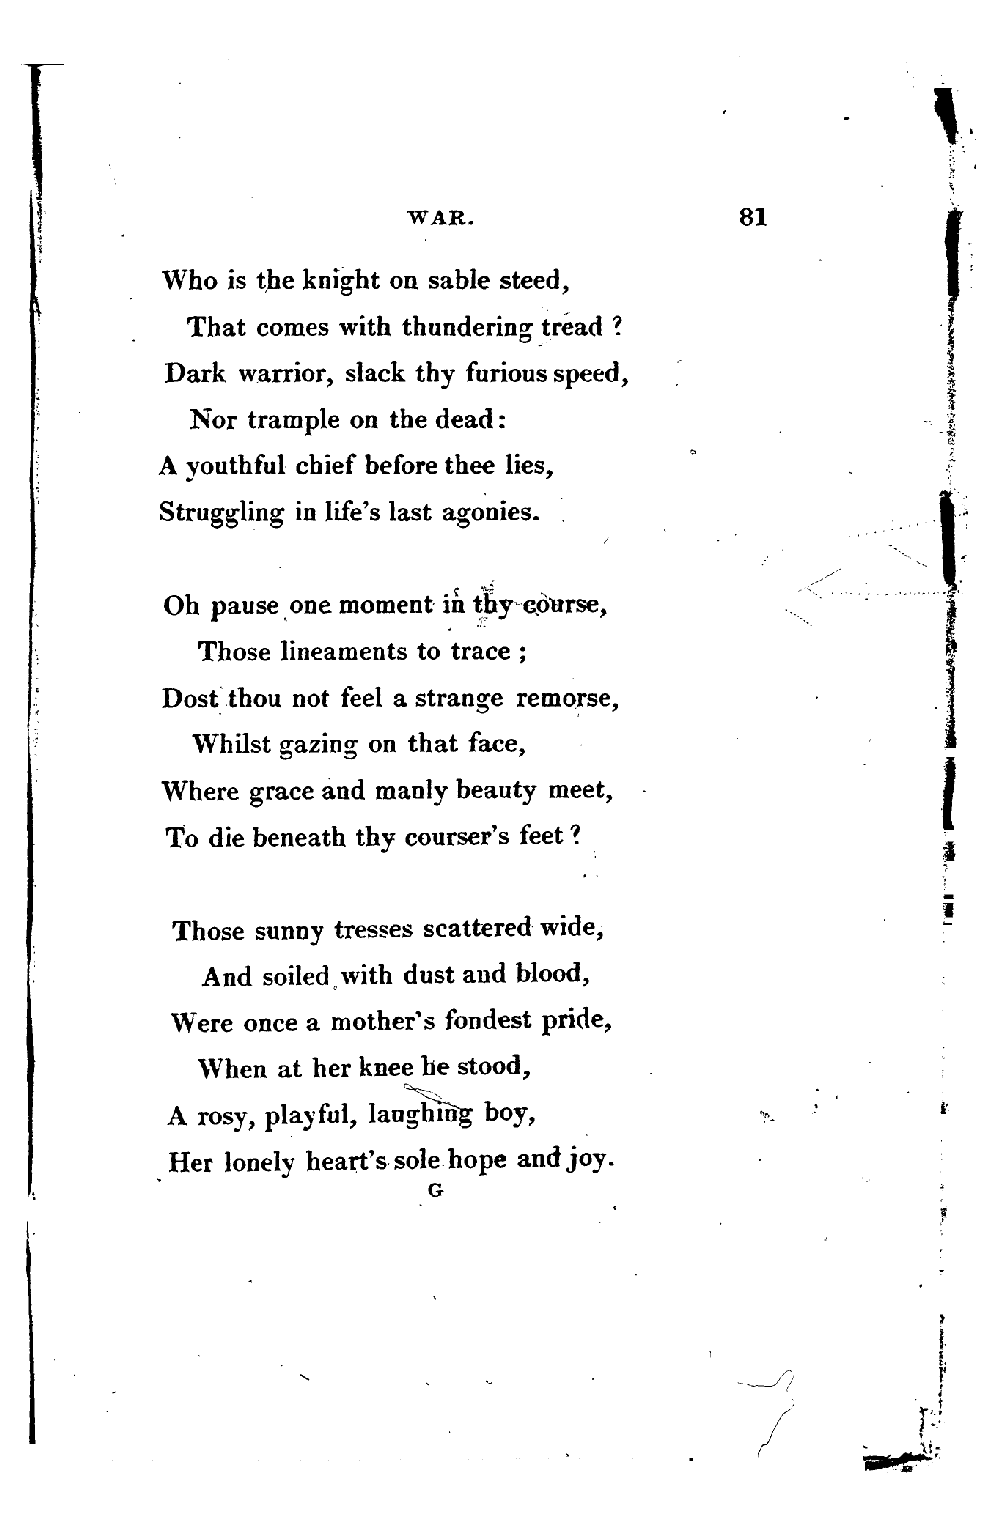 WAR. 81
Who is the knight on sable steed,
That comes with thundering tread ?
Dark warrior, slack thy furious speed,
Nor trample on the dead :
A youthful chief before thee lies,
Struggling in life's last agonies.
Oh pause one moment in thy course,
Those lineaments to trace ;
Dost thou not feel a strange remorse,
Whilst gazing on that face,
Where grace and manly beauty meet,
To die beneath thy courser's feet ?
Those sunny tresses scattered wide,
And soiled with dust and blood,
Were once a mother's fondest pride,
When at her knee he stood,
A rosy, playful, laughing boy,
Her lonely heart's sole hope and joy.
G